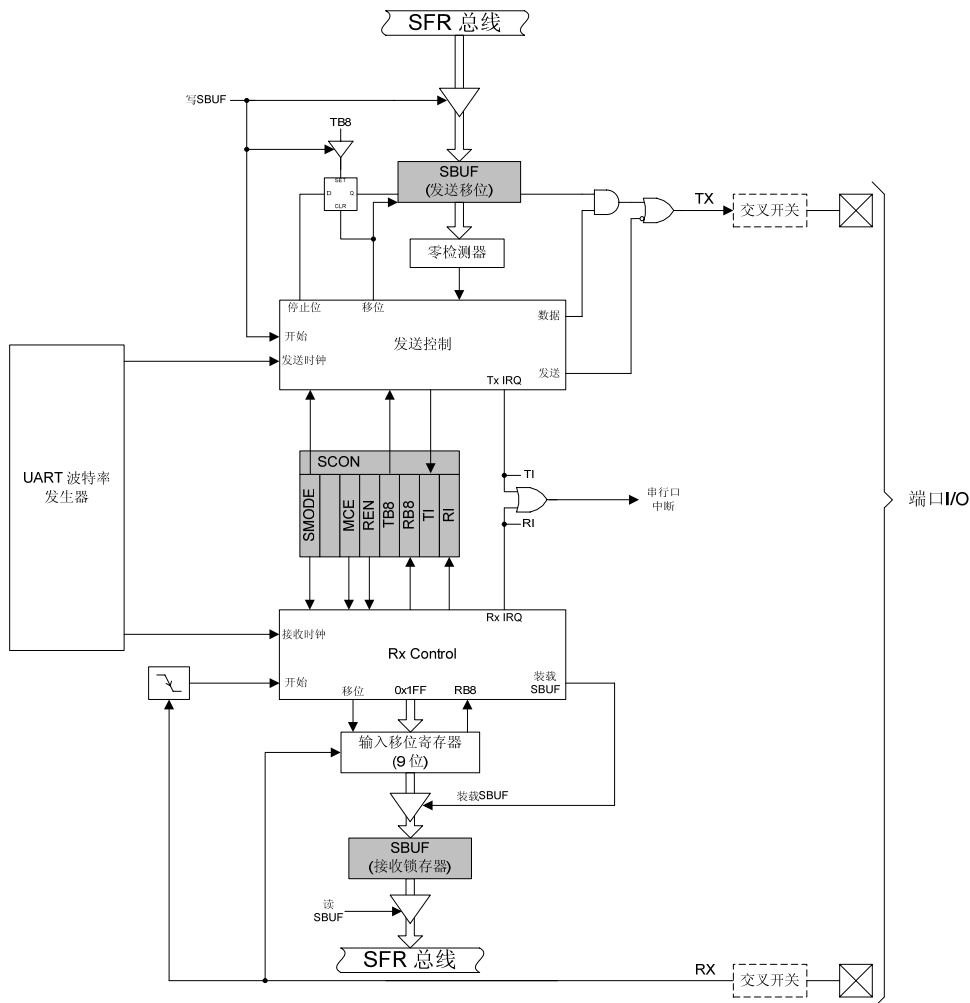 SFR 总线
写SBUF
TB8
SET
D
Q
CLR
SBUF
(发送移位)
零检测器
TX
交叉开关
停止位
移位
数据
开始
发送控制
发送时钟
发送
Tx IRQ
UART 波特率
发生器
SCON
SMODE
MCE
REN
TB8
RB8
TI
RI
TI
RI
串行口
中断
端口I/O
Rx IRQ
接收时钟
Rx Control
开始
装载
SBUF
移位
0x1FF
RB8
输入移位寄存器
(9 位)
装载SBUF
SBUF
(接收锁存器)
读
SBUF
SFR 总线
RX
交叉开关